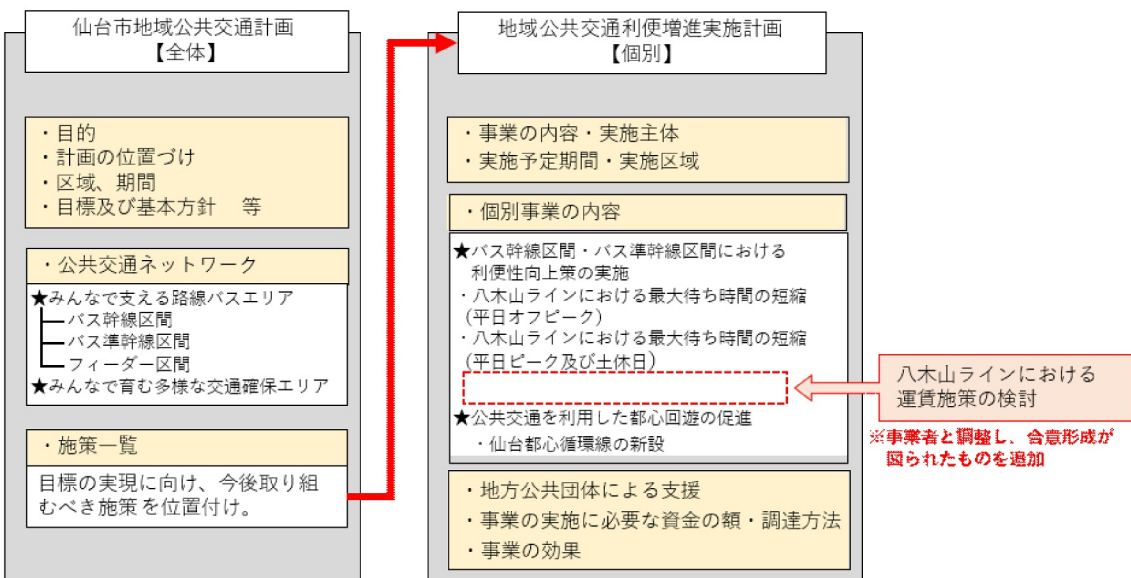 仙台市地域公共交通計画
【全体】
・目的
・計画の位置づけ
・区域、期間
・目標及び基本方針　等
・公共交通ネットワーク
★みんなで支える路線バスエリア
バス幹線区間
バス準幹線区間
フィーダー区間
★みんなで育む多様な交通確保エリア
・施策一覧
目標の実現に向け、今後取り組
むべき施策を位置付け。
地域公共交通利便増進実施計画
【個別】
・事業の内容・実施主体
・実施予定期間・実施区域
・個別事業の内容
★バス幹線区間・バス準幹線区間における
利便性向上策の実施
・八木山ラインにおける最大待ち時間の短縮
(平日オフピーク)
・八木山ラインにおける最大待ち時間の短縮
(平日ピーク及び土休日)
★公共交通を利用した都心回遊の促進
・仙台都心循環線の新設
・地方公共団体による支援
・事業の実施に必要な資金の額・調達方法
・事業の効果
八木山ラインにおける
運賃施策の検討
※事業者と調整し、合意形成が
図られたものを追加